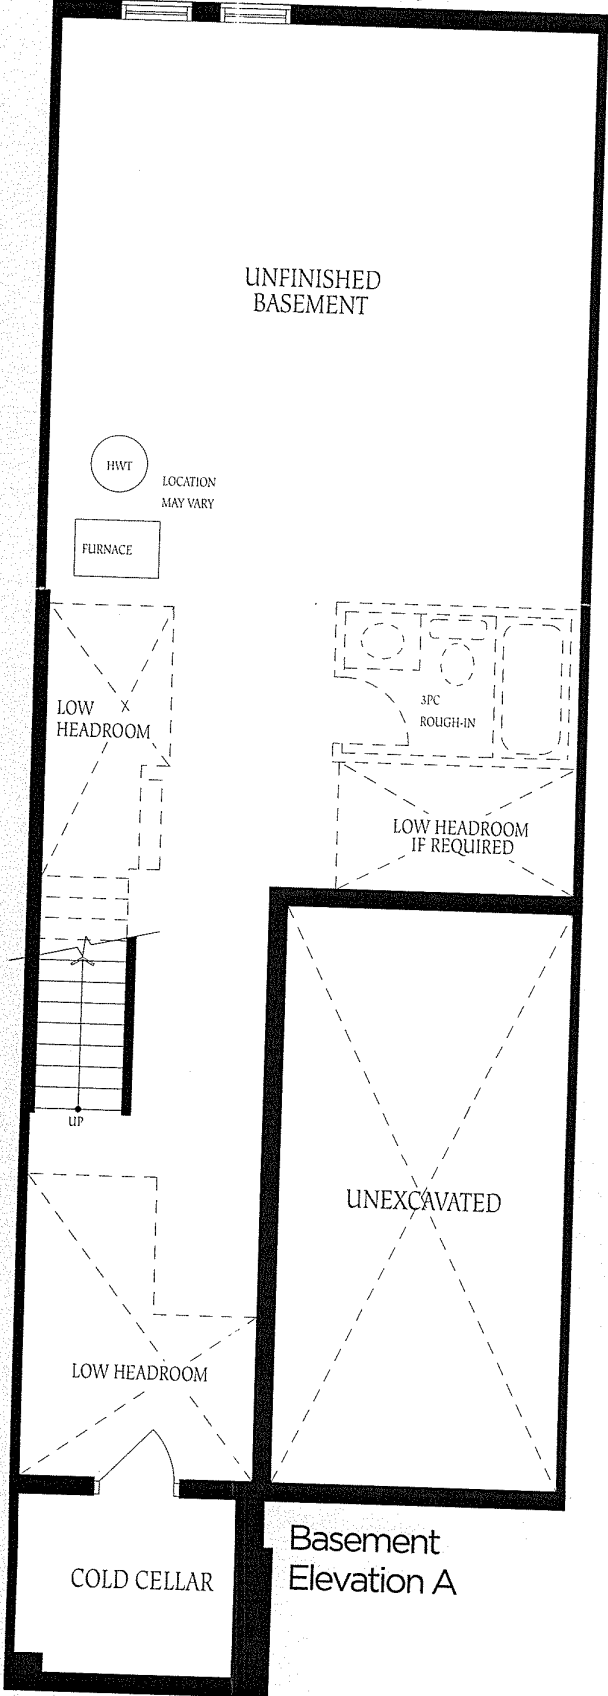 UNFINISHED
BASEMENT
HWT
LOCATION
MAY VARY
FURNACE
LOW
HEADROOM
3PC
ROUGH-IN
LOW HEADROOM
IF REQUIRED
UP
UNEXCAVATED
LOW HEADROOM
Basement
Elevation A
COLD CELLAR